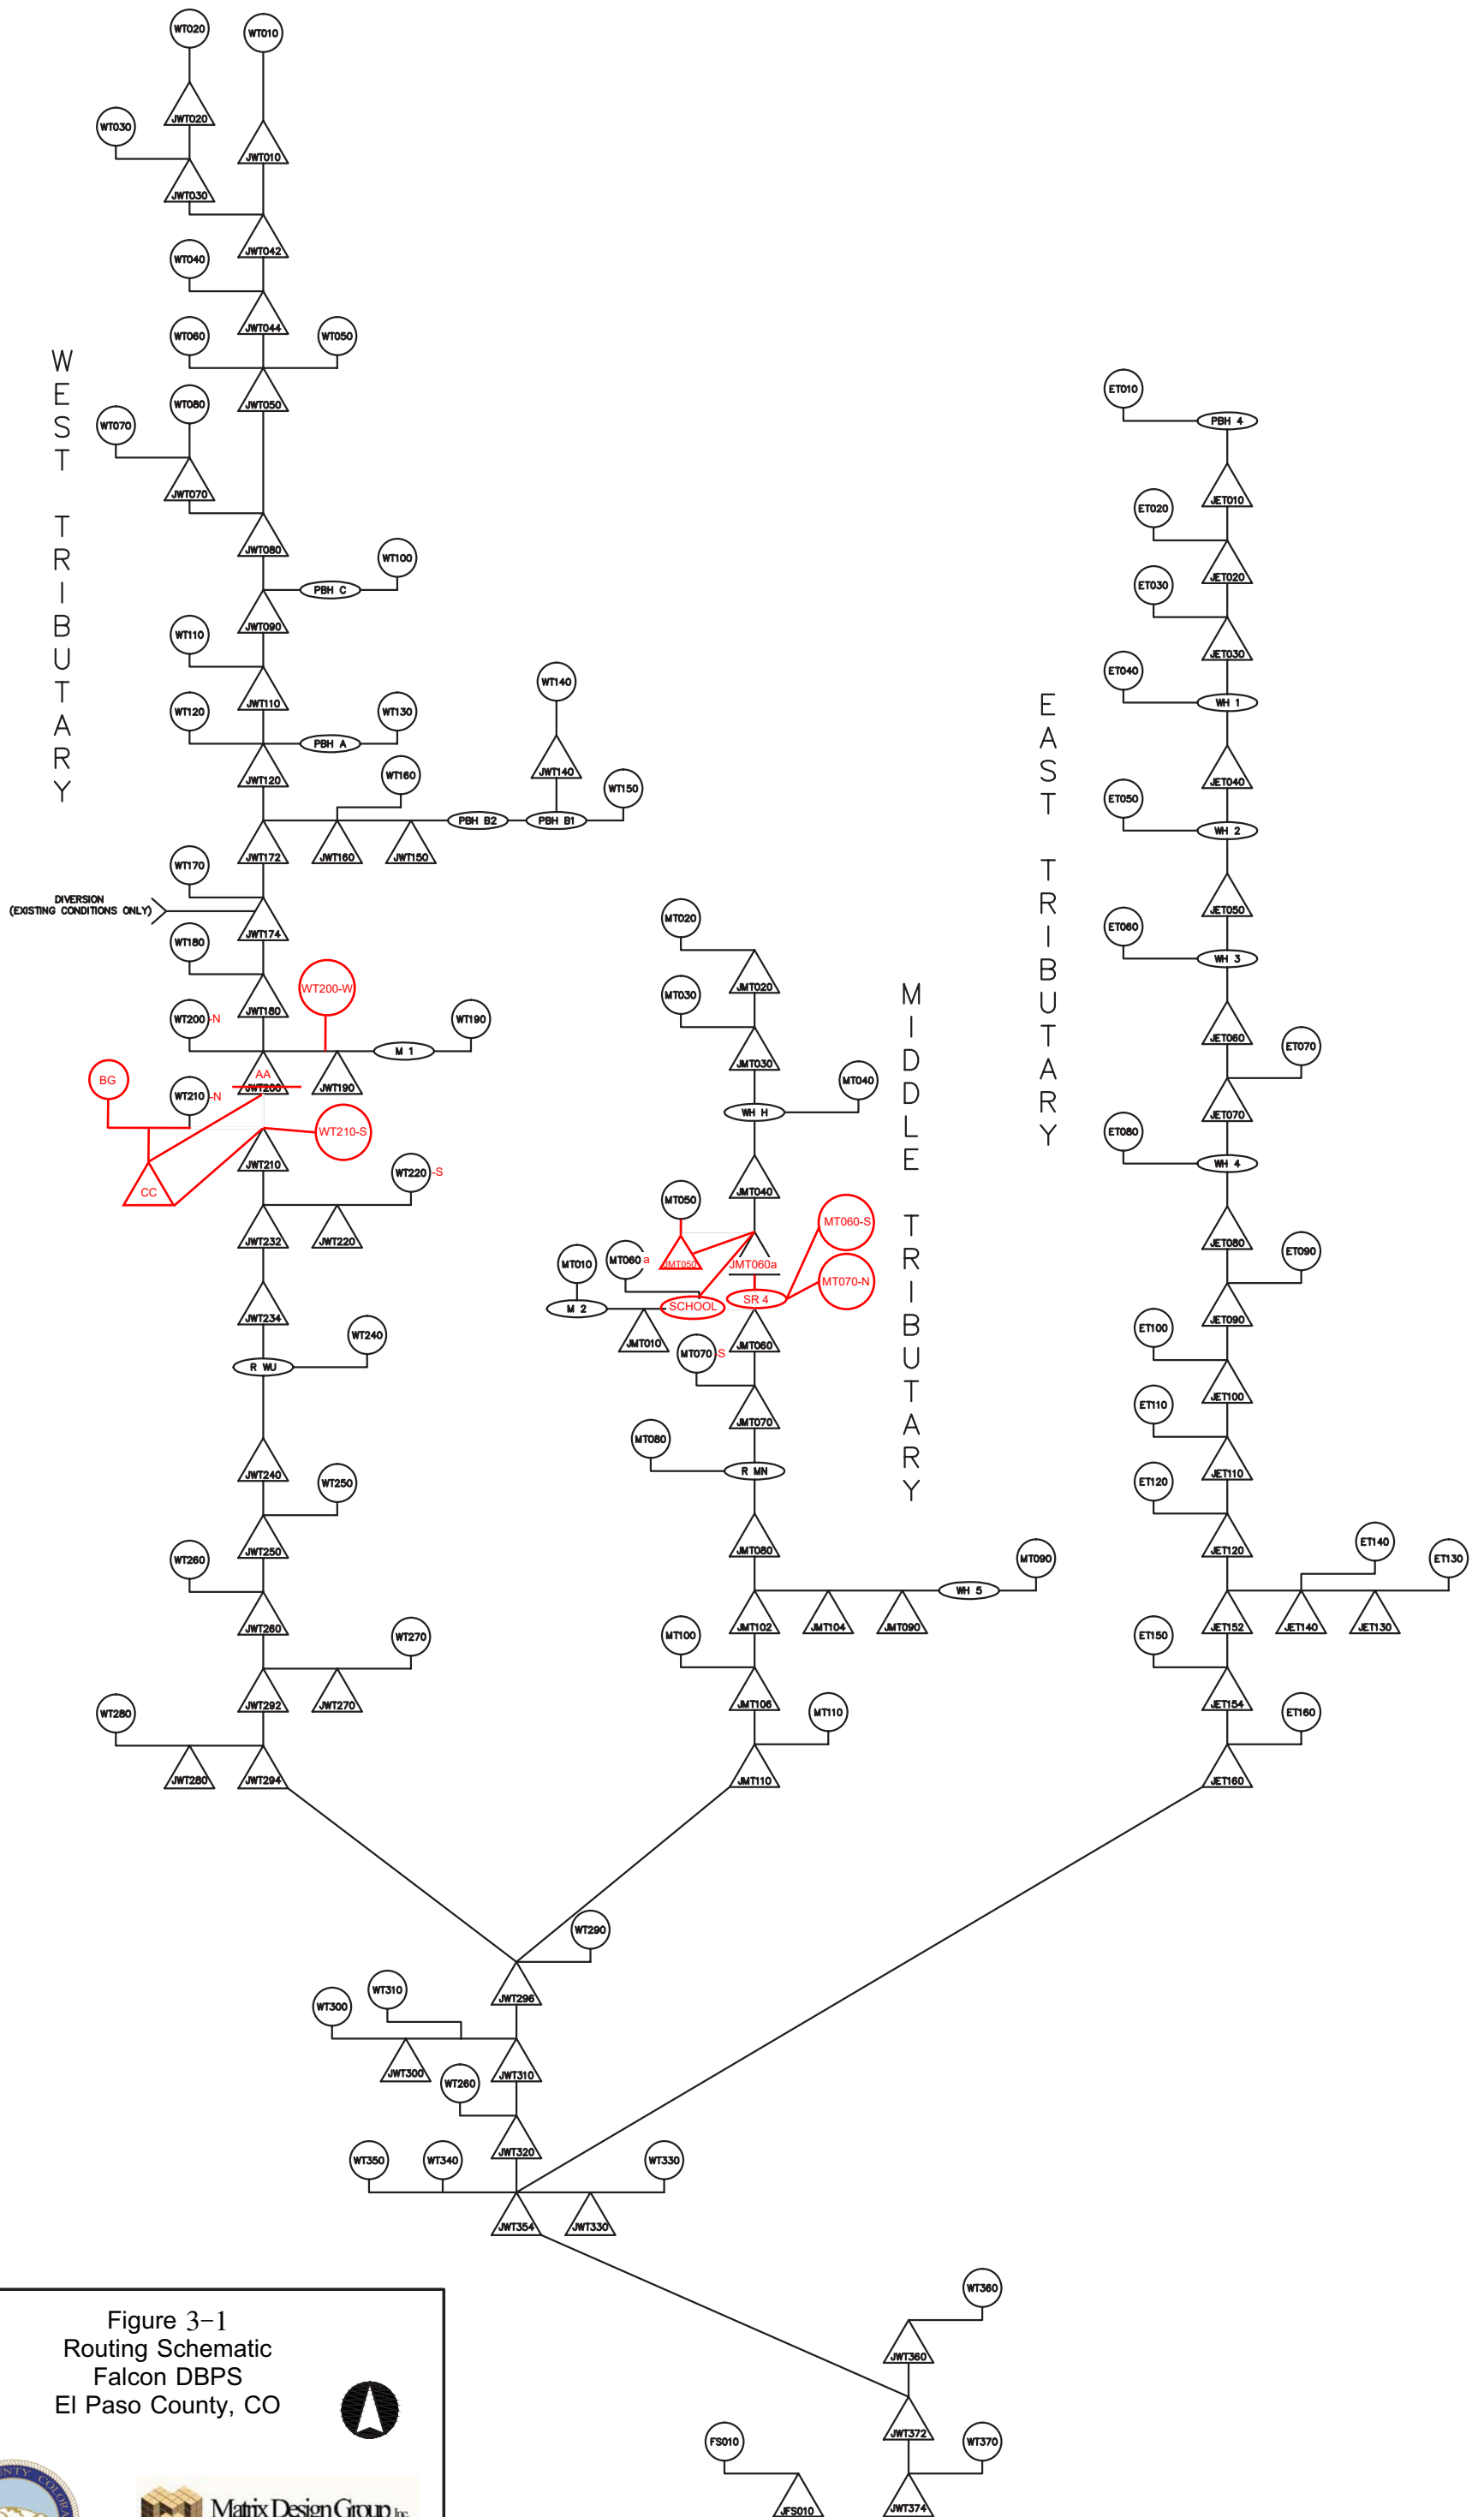 WT020
WT010
WT030
JWT020
JWT010
JWT030
JWT042
WT040
JWT044
WT060
WT050
JWT050
WT080
WT070
JWT070
JWT080
WT100
PBH C
JWT090
WT110
JWT110
WT120
WT130
PBH A
JWT120
WT140
JWT140
WT160
WT150
PBH B2
PBH B1
JWT172
JWT160
JWT150
WT170
DIVERSION
(EXISTING CONDITIONS ONLY)
JWT174
WT180
JWT180
WT200-W
WT200-N
WT190
M 1
AA
JWT200
JWT190
BG
WT210-N
WT210-S
JWT210
CC
WT220-S
JWT232
JWT220
JWT234
WT240
R WU
JWT240
WT250
JWT250
WT260
JWT260
WT270
JWT292
JWT270
WT280
JWT280
JWT294
WEST TRIBUTARY
MT020
JMT020
MT030
JMT030
MT040
WH H
JMT040
MT050
JMT050
MT060-S
MT060a
MT010
JMT060a
MT070-N
M 2
SCHOOL
SR 4
JMT010
JMT060
MT070-S
JMT070
MT080
R MN
JMT080
MT090
WH 5
JMT102
JMT104
JMT090
MT100
JMT106
MT110
JMT110
MIDDLE TRIBUTARY
ET010
PBH 4
JET010
ET020
JET020
ET030
JET030
ET040
WH 1
JET040
ET050
WH 2
JET050
ET060
WH 3
JET060
ET070
JET070
ET080
WH 4
JET080
ET090
JET090
ET100
JET100
ET110
JET110
ET120
JET120
ET140
ET130
JET152
JET140
JET130
ET150
JET154
ET160
JET160
EAST TRIBUTARY
WT290
JWT296
WT310
WT300
JWT300
JWT310
WT260
JWT320
WT350
WT340
WT330
JWT354
JWT330
WT360
JWT360
JWT372
FS010
WT370
JFS010
JWT374
Figure 3-1
Routing Schematic
Falcon DBPS
El Paso County, CO
Matrix Design Group Inc.